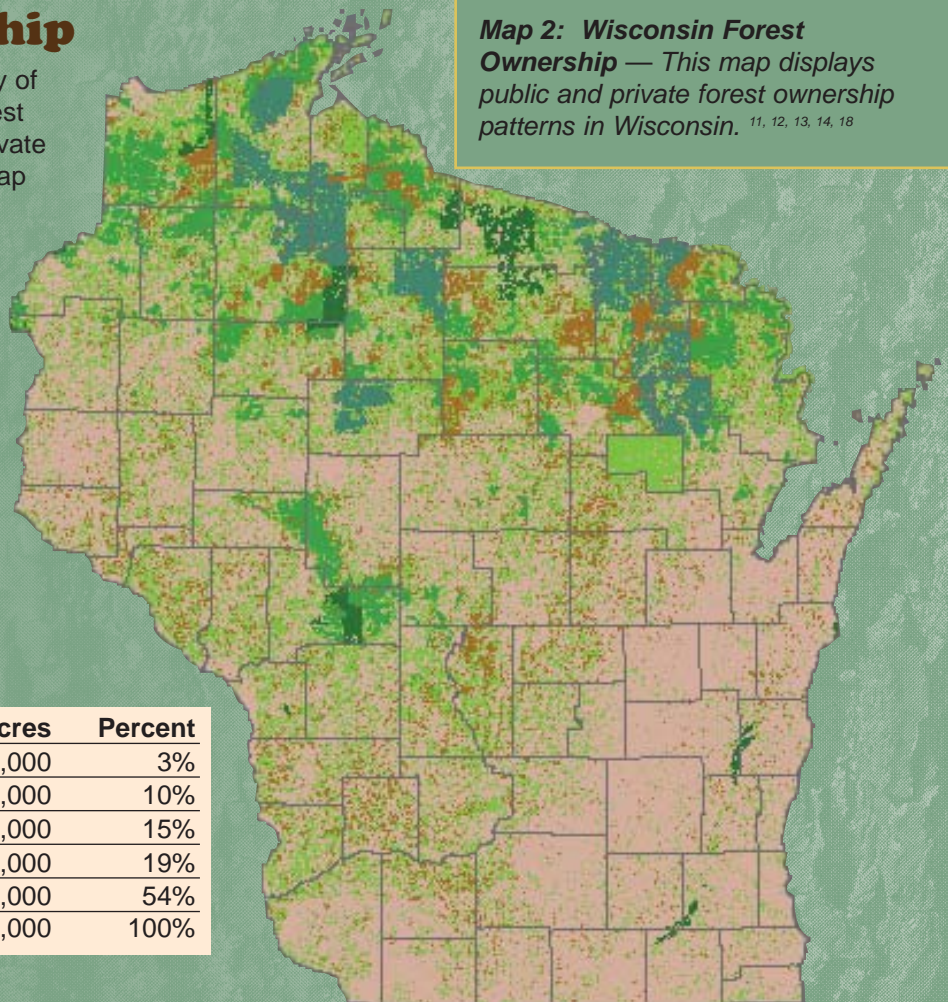 hip
y of
est
vate
ap
Map 2: Wisconsin Forest
Ownership — This map displays
public and private forest ownership
patterns in Wisconsin. 11, 12, 13, 14, 18
cres Percent
,000 3%
,000 10%
,000 15%
,000 19%
,000 54%
,000 100%